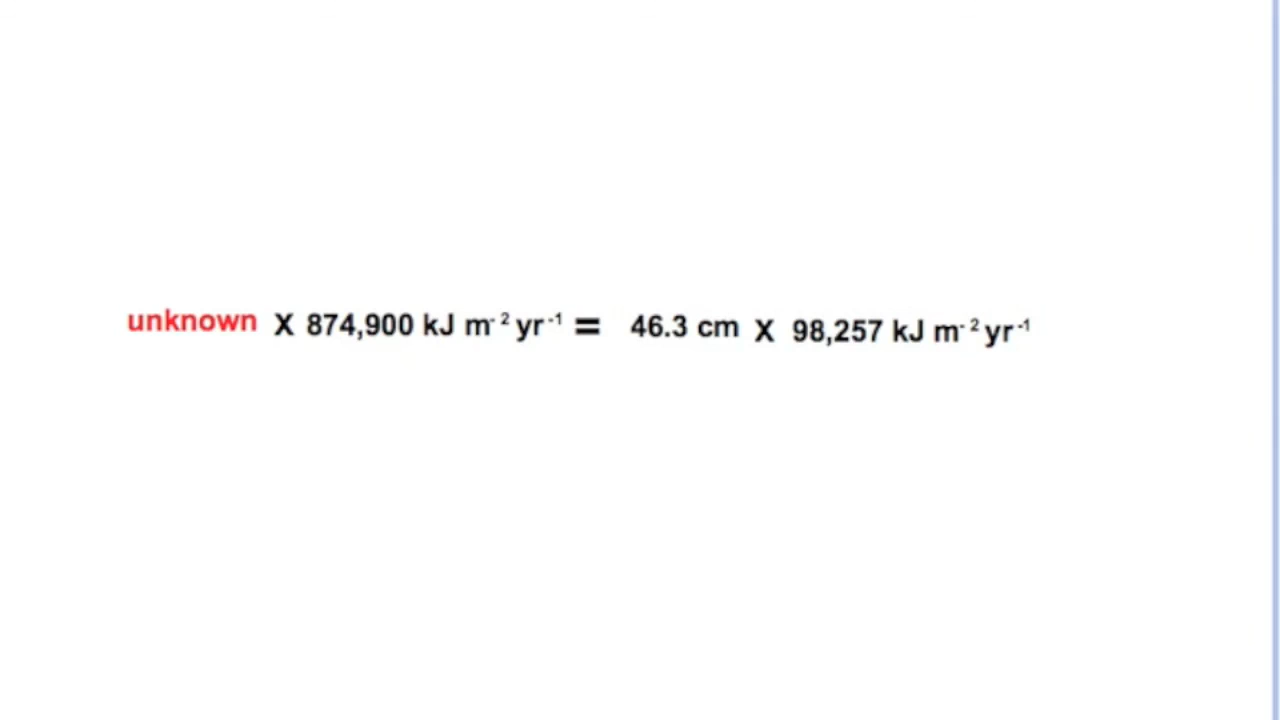 unknown X 874,900 kJ m⁻² yr⁻¹ = 46.3 cm X 98,257 kJ m⁻² yr⁻¹